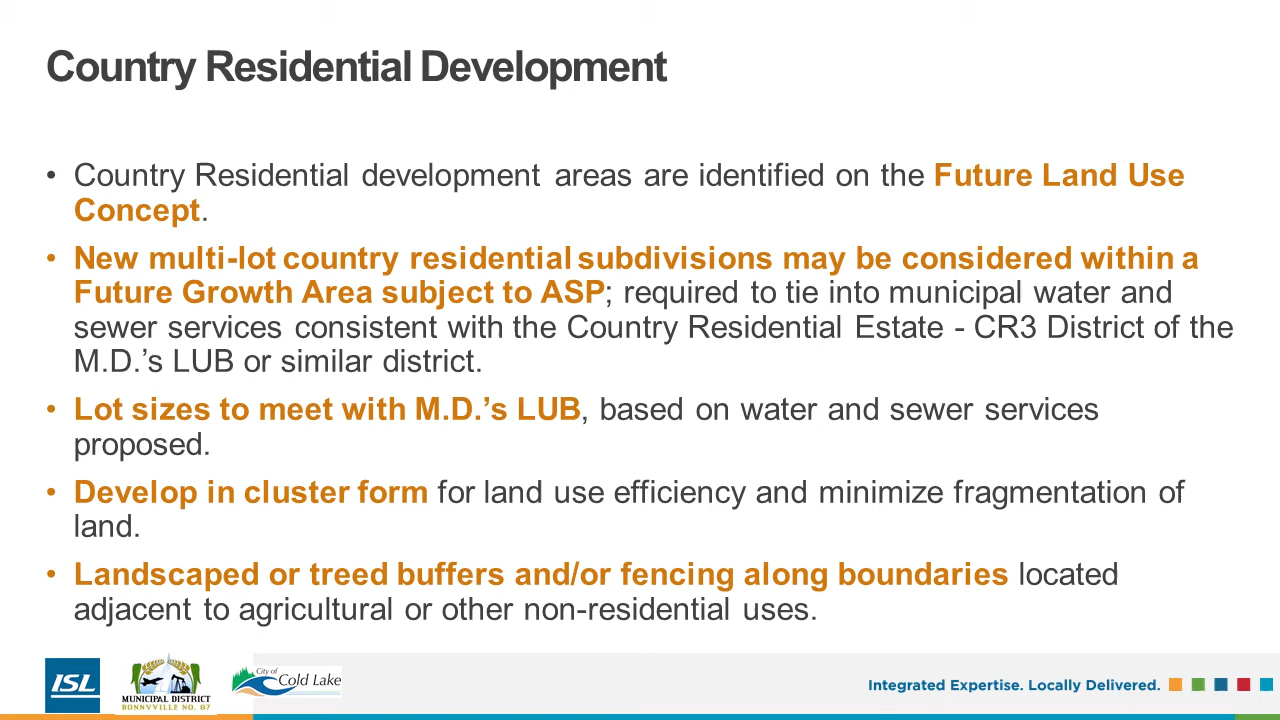 Country Residential Development
• Country Residential development areas are identified on the Future Land Use
Concept.
• New multi-lot country residential subdivisions may be considered within a
Future Growth Area subject to ASP; required to tie into municipal water and
sewer services consistent with the Country Residential Estate - CR3 District of the
M.D.’s LUB or similar district.
• Lot sizes to meet with M.D.’s LUB, based on water and sewer services
proposed.
• Develop in cluster form for land use efficiency and minimize fragmentation of
land.
• Landscaped or treed buffers and/or fencing along boundaries located
adjacent to agricultural or other non-residential uses.
ISL
MUNICIPAL DISTRICT
BONNYVILLE NO. 87
City of
Cold Lake
Integrated Expertise. Locally Delivered.